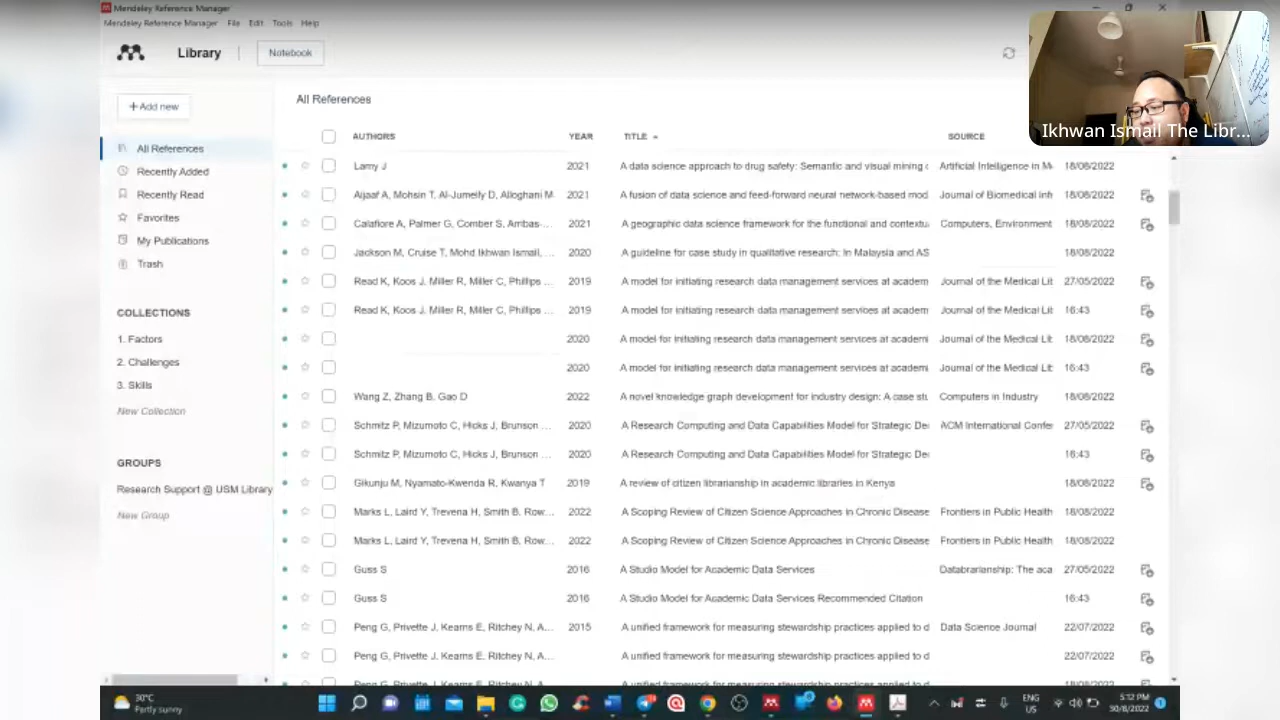 Mendeley Reference Manager
Mendeley Reference Manager File Edit Tools Help
Library Notebook
Ikhwan Ismail The Libr...
+ Add new
All References
Recently Added
Recently Read
Favorites
My Publications
Trash
COLLECTIONS
1. Factors
2. Challenges
3. Skills
New Collection
GROUPS
Research Support @ USM Library
New Group
All References
AUTHORS YEAR TITLE SOURCE
Lamy J 2021 A data science approach to drug safety: Semantic and visual mining Artificial Intelligence in M 18/08/2022
Aljaaf A, Mohsin T, Al-Jumeily D, Alloghani M 2021 A fusion of data science and feed-forward neural network-based mod Journal of Biomedical Inf 18/08/2022
Calafiore A, Palmer G, Comber S, Arribas-... 2021 A geographic data science framework for the functional and contextu Computers, Environment 18/08/2022
Jackson M, Cruise T, Mohd Ikhwan Ismail, ... 2020 A guideline for case study in qualitative research: In Malaysia and AS 18/08/2022
Read K, Koos J, Miller R, Miller C, Phillips ... 2019 A model for initiating research data management services at academ Journal of the Medical Lib 27/05/2022
Read K, Koos J, Miller R, Miller C, Phillips ... 2019 A model for initiating research data management services at academ Journal of the Medical Lib 16:43
2020 A model for initiating research data management services at academ Journal of the Medical Lib 18/08/2022
2020 A model for initiating research data management services at academ Journal of the Medical Lib 16:43
Wang Z, Zhang B, Gao D 2022 A novel knowledge graph development for industry design: A case stu Computers in Industry 18/08/2022
Schmitz P, Mizumoto C, Hicks J, Brunson ... 2020 A Research Computing and Data Capabilities Model for Strategic De ACM International Confer 27/05/2022
Schmitz P, Mizumoto C, Hicks J, Brunson ... 2020 A Research Computing and Data Capabilities Model for Strategic De 16:43
Gikunju M, Nyamato-Kwenda R, Kwanya T 2019 A review of citizen librarianship in academic libraries in Kenya 18/08/2022
Marks L, Laird Y, Trevena H, Smith B, Row... 2022 A Scoping Review of Citizen Science Approaches in Chronic Disease Frontiers in Public Health 18/08/2022
Marks L, Laird Y, Trevena H, Smith B, Row... 2022 A Scoping Review of Citizen Science Approaches in Chronic Disease Frontiers in Public Health 18/08/2022
Guss S 2016 A Studio Model for Academic Data Services Databrarianship: The aca 27/05/2022
Guss S 2016 A Studio Model for Academic Data Services Recommended Citation 16:43
Peng G, Privette J, Kearns E, Ritchey N, A... 2015 A unified framework for measuring stewardship practices applied to d Data Science Journal 22/07/2022
Peng G, Privette J, Kearns E, Ritchey N, A... A unified framework for measuring stewardship practices applied to d 22/07/2022
30°C
Partly sunny
ENG
US
5:12 PM
30/8/2022